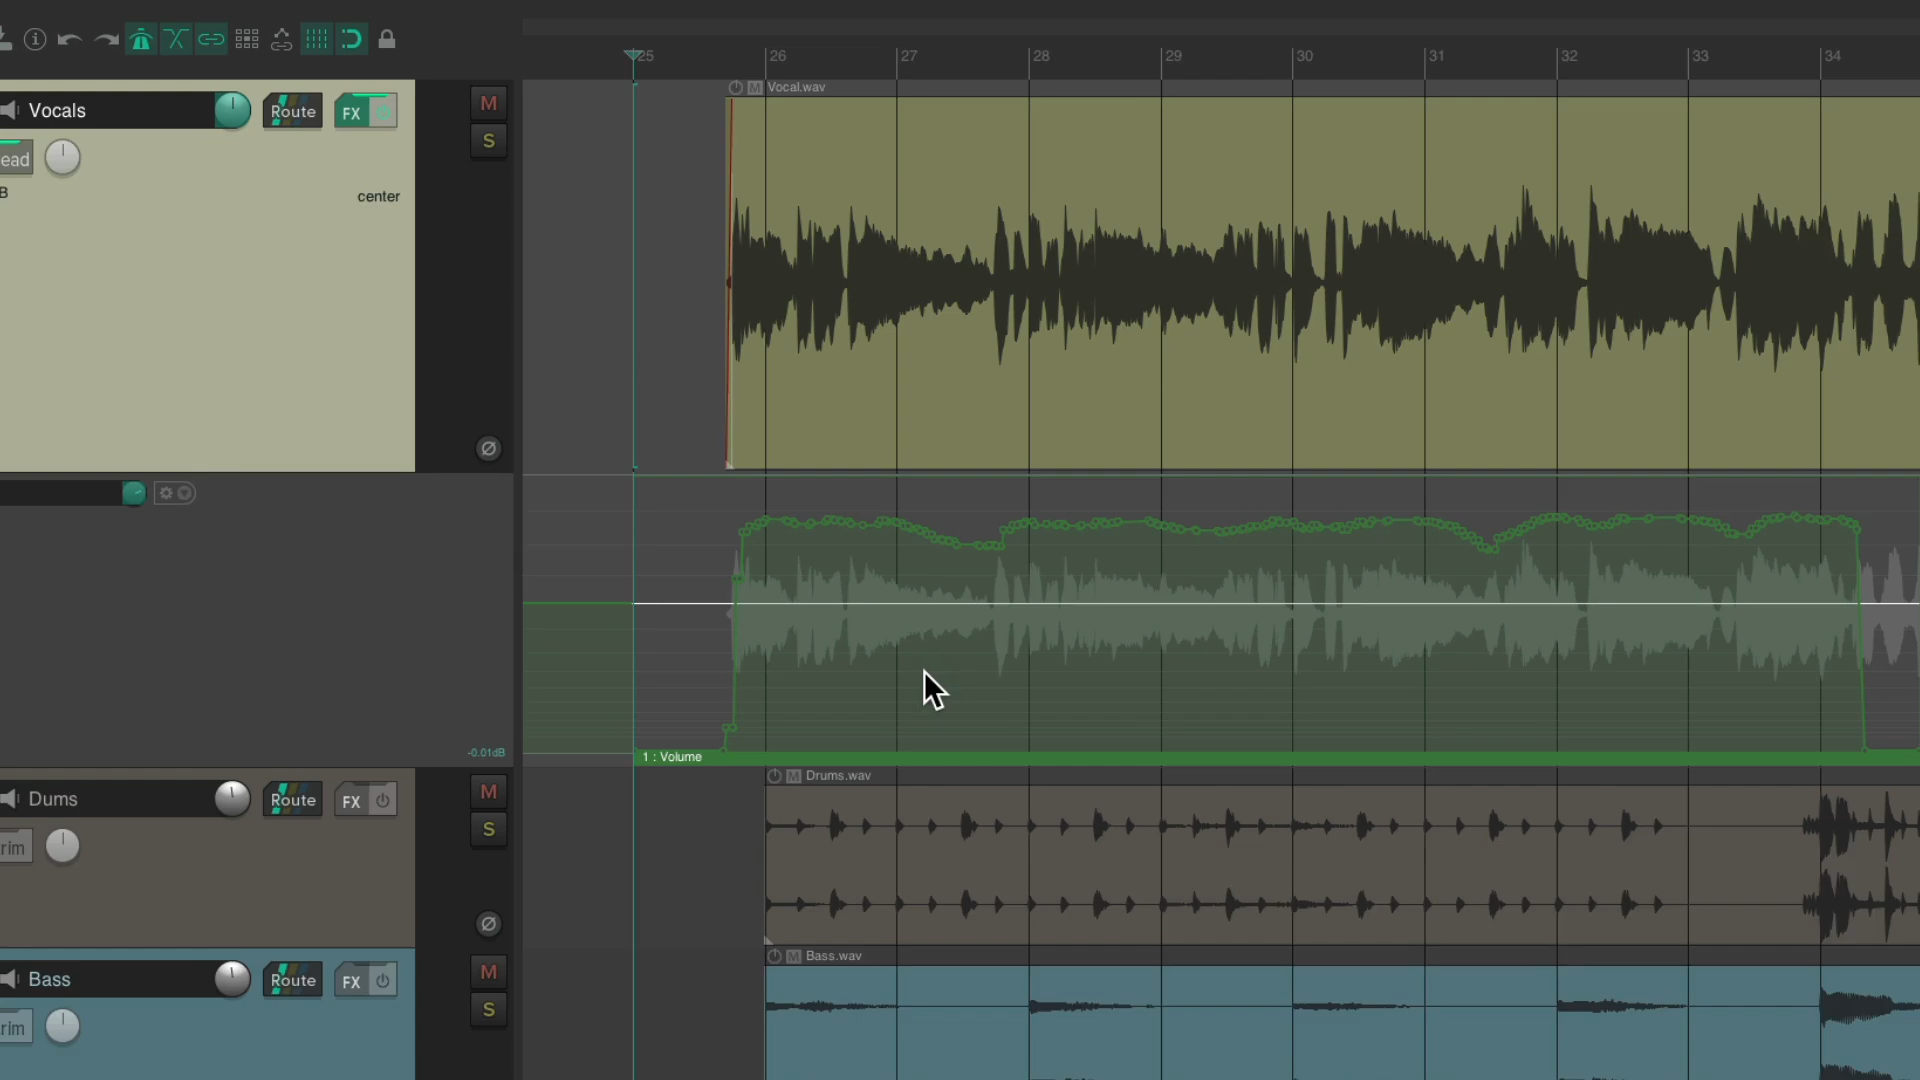 25 26 27 28 29 30 31 32 33 34
M Vocal.wav
Vocals Route FX M
S
ead
B
center
-0.01dB
1 : Volume
M Drums.wav
Dums Route FX M
S
rim
M Bass.wav
Bass Route FX M
S
rim